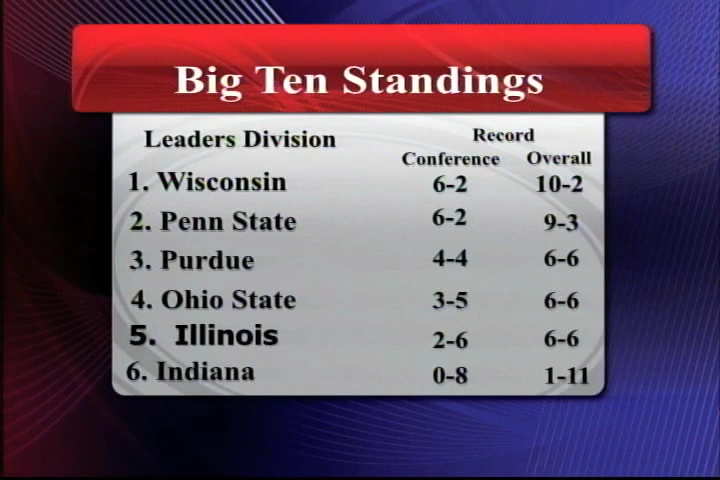 Big Ten Standings
Leaders Division Record
Conference Overall
1. Wisconsin 6-2 10-2
2. Penn State 6-2 9-3
3. Purdue 4-4 6-6
4. Ohio State 3-5 6-6
5. Illinois 2-6 6-6
6. Indiana 0-8 1-11